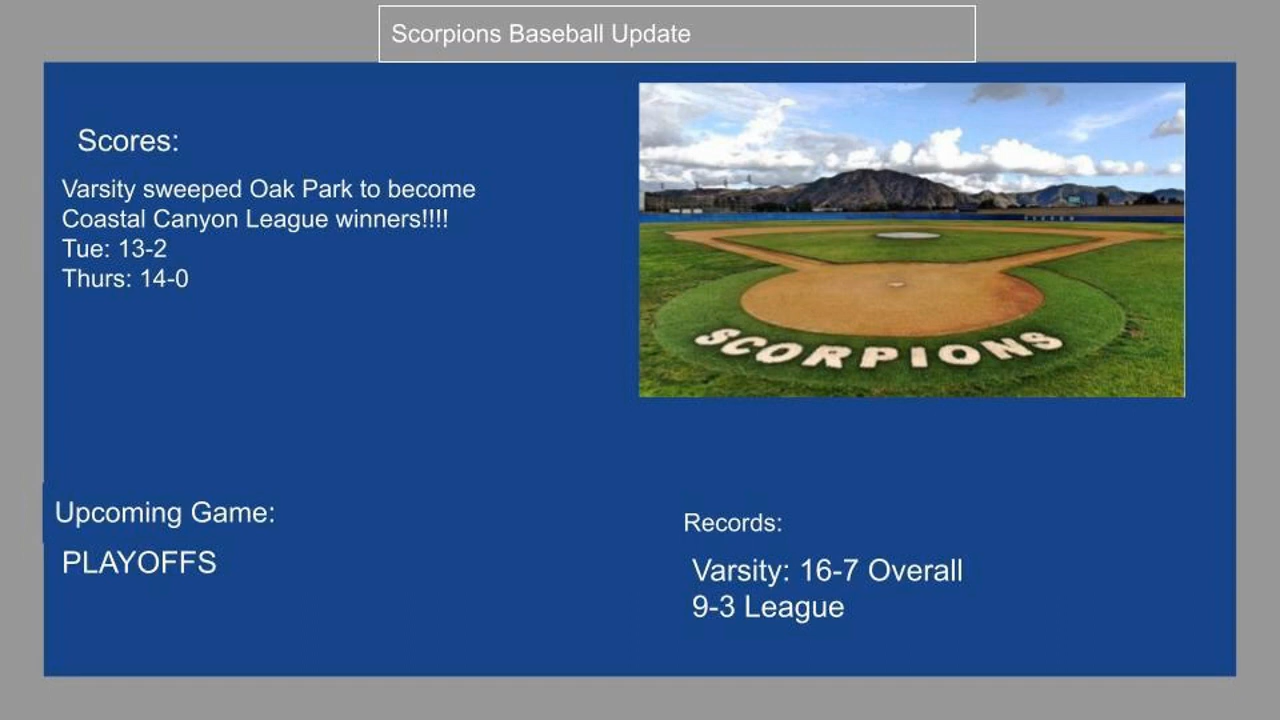 Scorpions Baseball Update
Scores:
Varsity sweeped Oak Park to become
Coastal Canyon League winners!!!!
Tue: 13-2
Thurs: 14-0
SCORPIONS
Upcoming Game:
PLAYOFFS
Records:
Varsity: 16-7 Overall
9-3 League